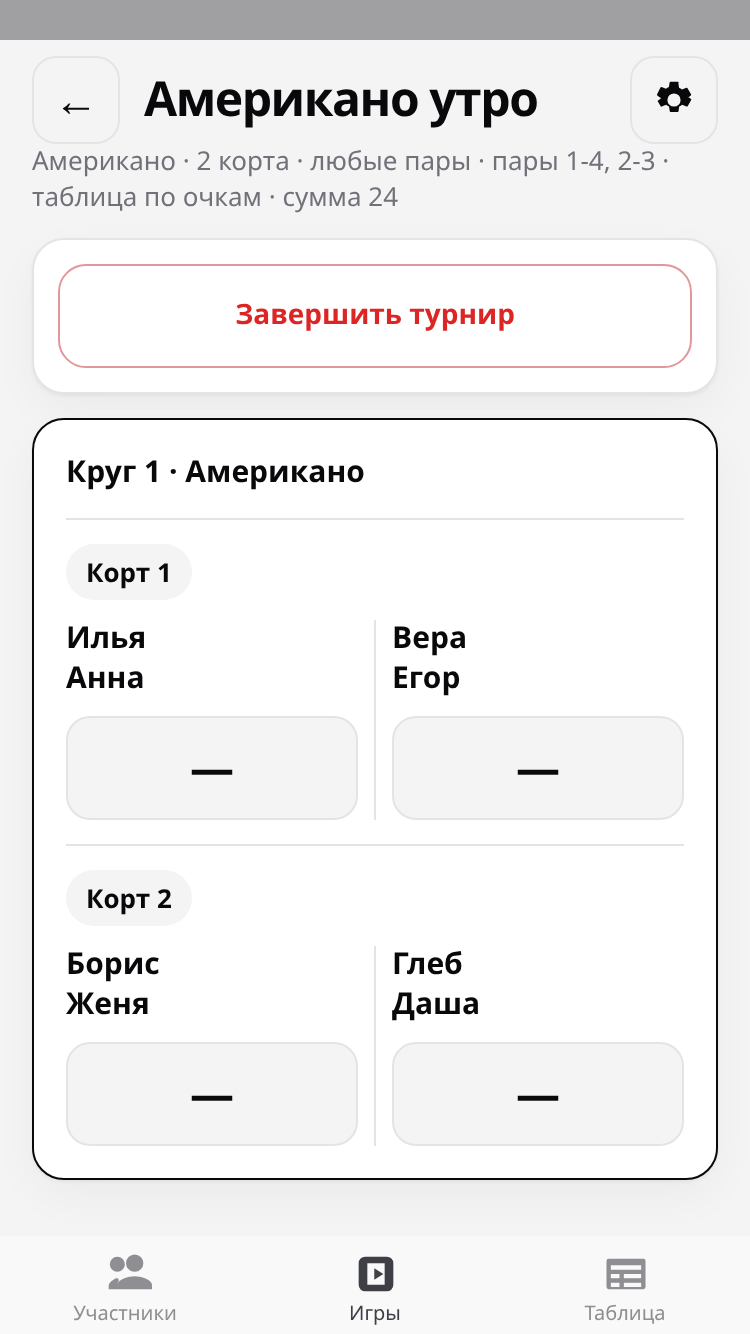 ← Американо утро
Американо · 2 корта · любые пары · пары 1-4, 2-3 ·
таблица по очкам · сумма 24
Завершить турнир
Круг 1 · Американо
Корт 1
Илья Вера
Анна Егор
— —
Корт 2
Борис Глеб
Женя Даша
— —
Участники Игры Таблица